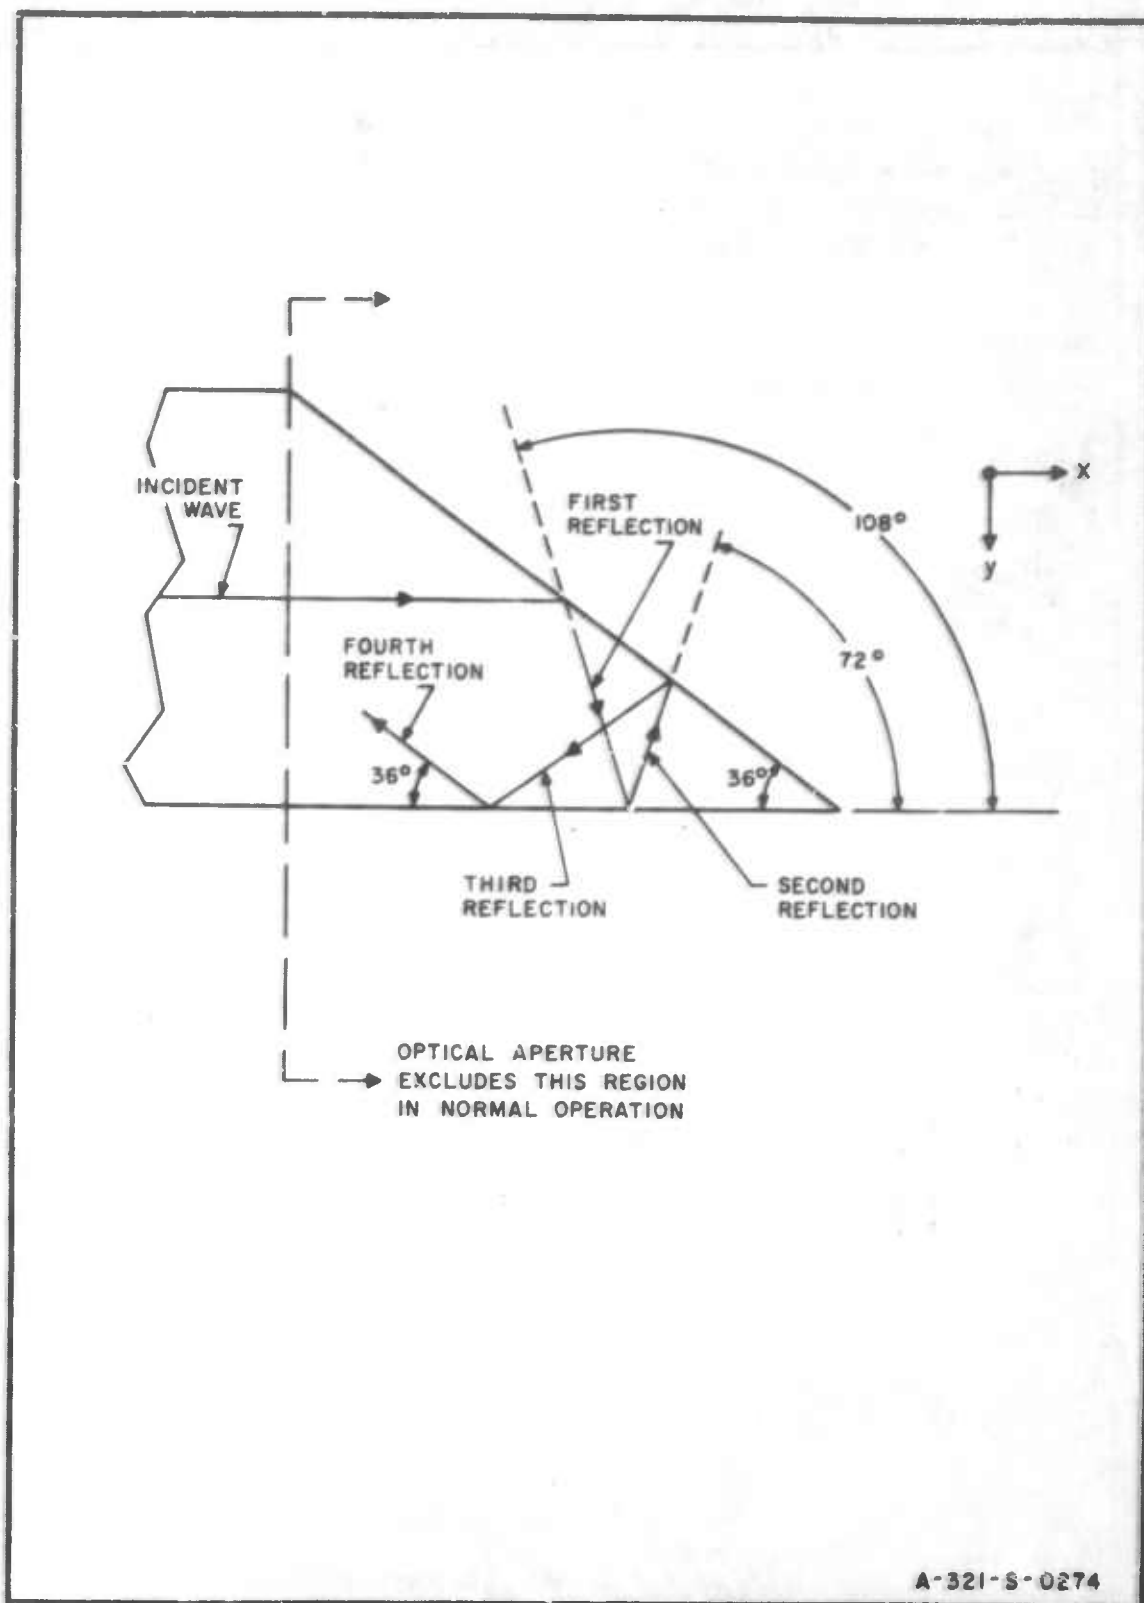 INCIDENT
WAVE
FIRST
REFLECTION
108°
X
y
FOURTH
REFLECTION
72°
36°
36°
THIRD
REFLECTION
SECOND
REFLECTION
OPTICAL APERTURE
EXCLUDES THIS REGION
IN NORMAL OPERATION
A-321-S-0274